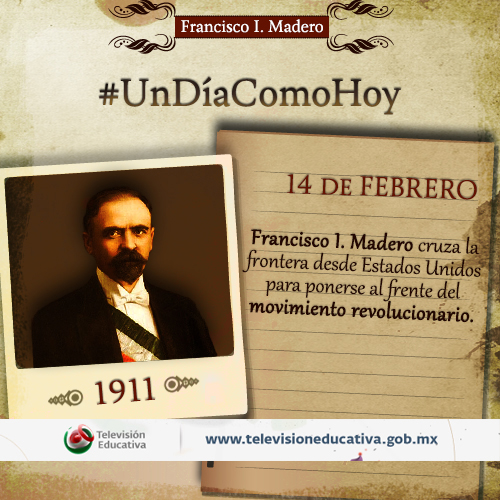 Francisco I. Madero
#UnDíaComoHoy
14 DE FEBRERO
Francisco I. Madero cruza la
frontera desde Estados Unidos
para ponerse al frente del
movimiento revolucionario.
1911
Televisión
Educativa
www.televisioneducativa.gob.mx